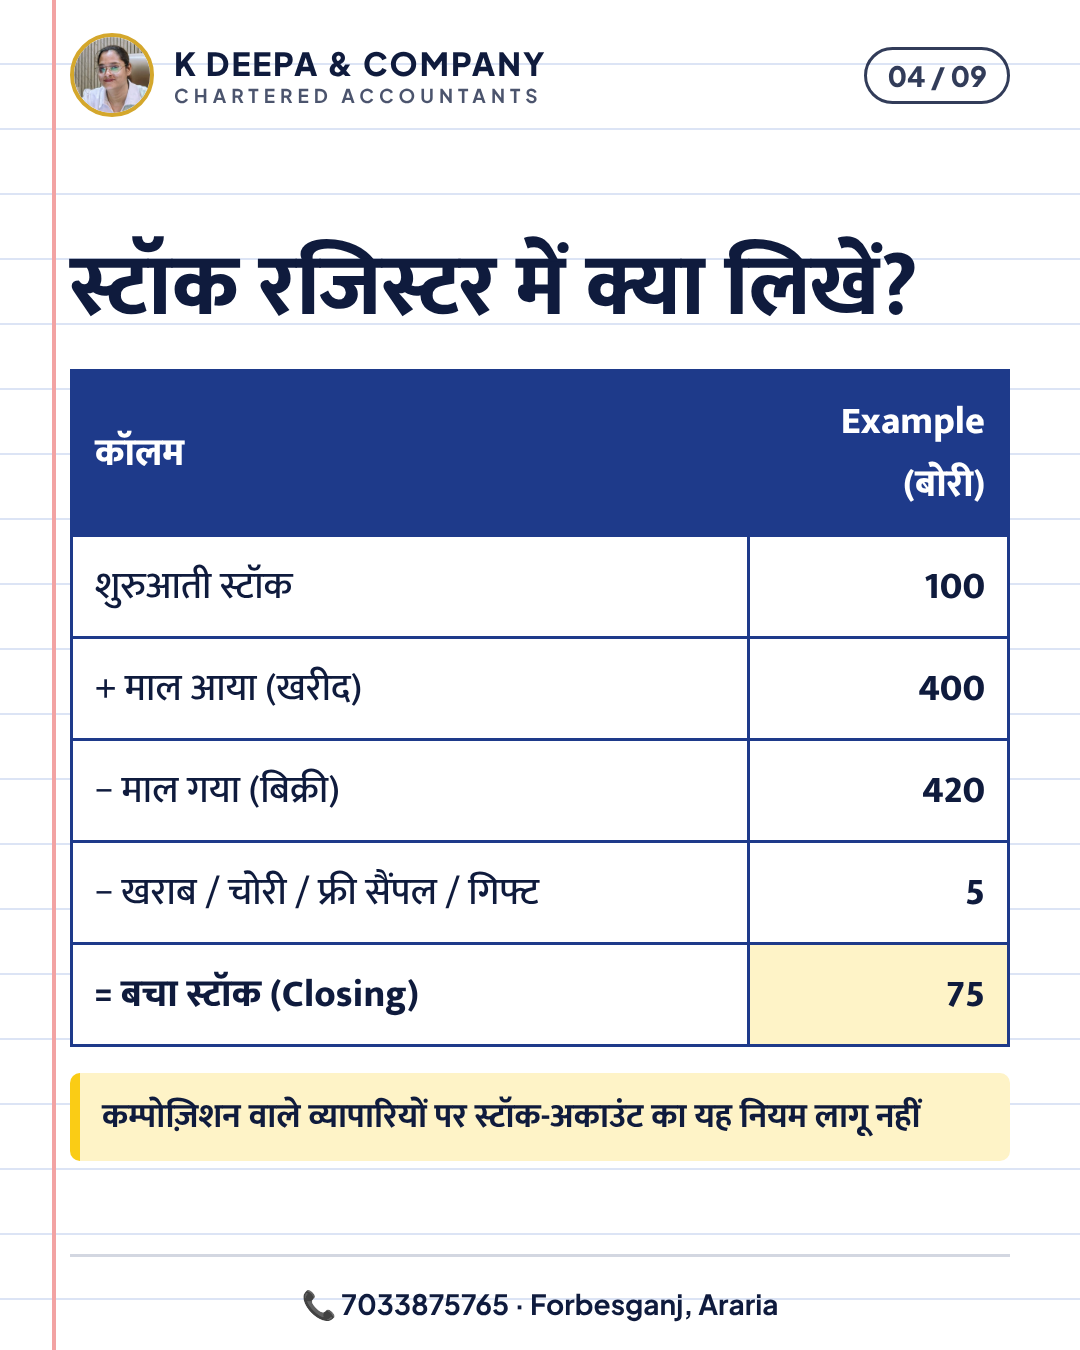 K DEEPA & COMPANY
CHARTERED ACCOUNTANTS
04 / 09
स्टॉक रजिस्टर में क्या लिखें?
कॉलम
Example
(बोरी)
शुरुआती स्टॉक 100
+ माल आया (खरीद) 400
− माल गया (बिक्री) 420
− खराब / चोरी / फ्री सैंपल / गिफ्ट 5
= बचा स्टॉक (Closing) 75
कम्पोज़िशन वाले व्यापारियों पर स्टॉक-अकाउंट का यह नियम लागू नहीं
📞 7033875765 · Forbesganj, Araria